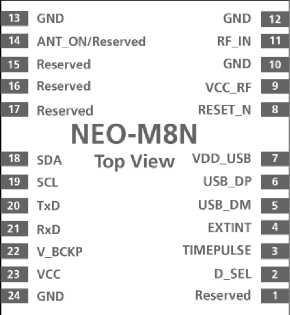 13 GND GND 12
14 ANT_ON/Reserved RF_IN 11
15 Reserved GND 10
16 Reserved VCC_RF 9
17 Reserved RESET_N 8
NEO-M8N
Top View
18 SDA VDD_USB 7
19 SCL USB_DP 6
20 TxD USB_DM 5
21 RxD EXTINT 4
22 V_BCKP TIMEPULSE 3
23 VCC D_SEL 2
24 GND Reserved 1